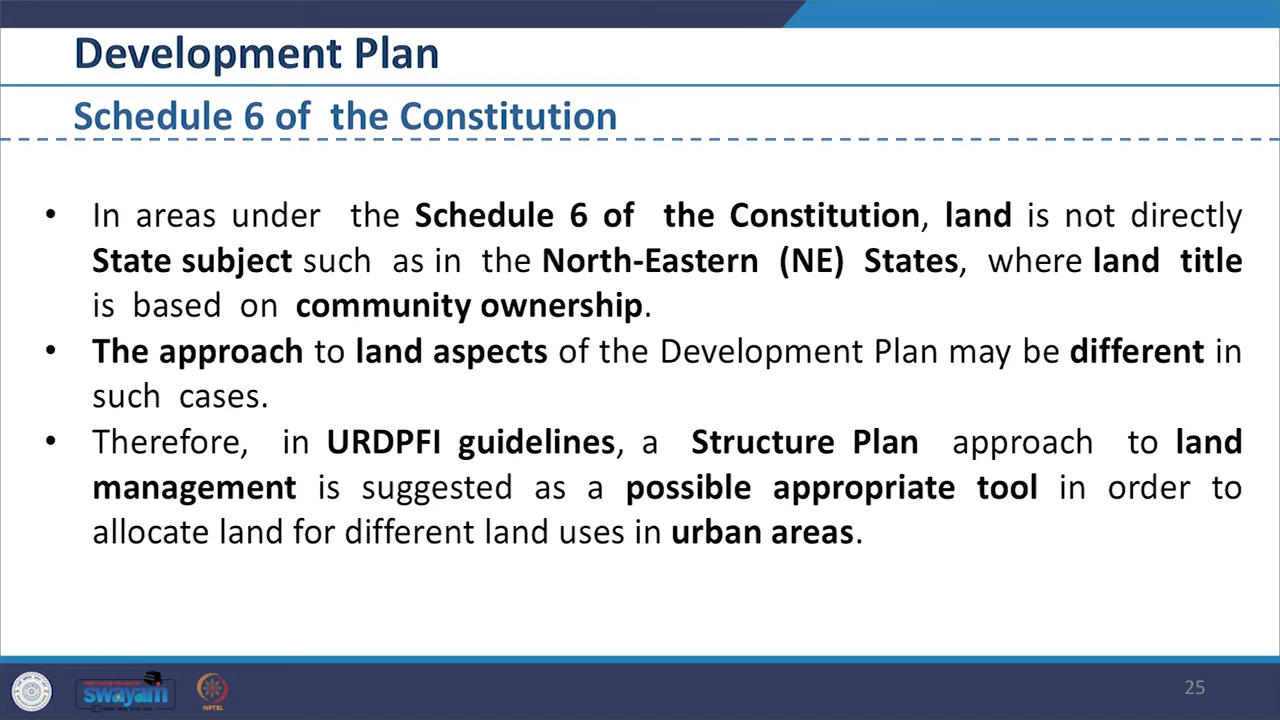 Development Plan
Schedule 6 of the Constitution
• In areas under the Schedule 6 of the Constitution, land is not directly
State subject such as in the North-Eastern (NE) States, where land title
is based on community ownership.
• The approach to land aspects of the Development Plan may be different in
such cases.
• Therefore, in URDPFI guidelines, a Structure Plan approach to land
management is suggested as a possible appropriate tool in order to
allocate land for different land uses in urban areas.
swayam
NPTEL
25